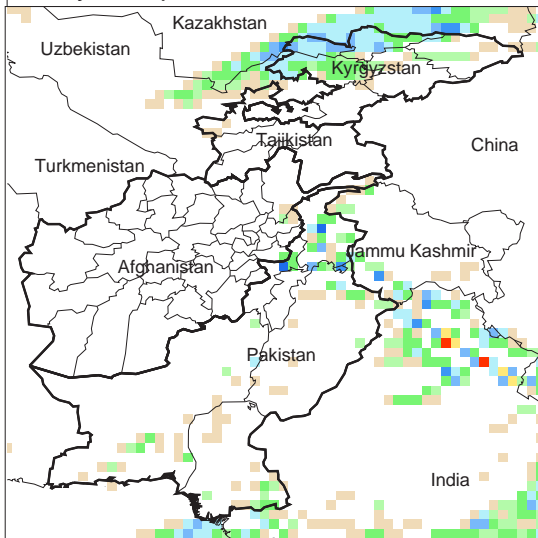 Kazakhstan
Uzbekistan
Kyrgyzstan
Tajikistan
China
Turkmenistan
Jammu Kashmir
Afghanistan
Pakistan
India